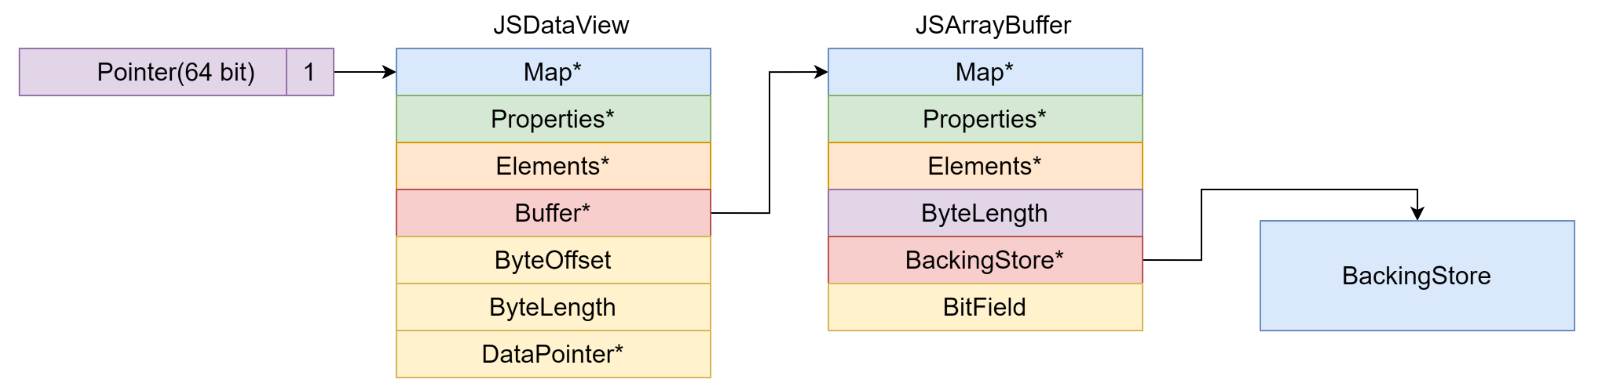 JSDataView
JSArrayBuffer
Pointer(64 bit) 1
Map*
Properties*
Elements*
Buffer*
ByteOffset
ByteLength
DataPointer*
Map*
Properties*
Elements*
ByteLength
BackingStore*
BitField
BackingStore